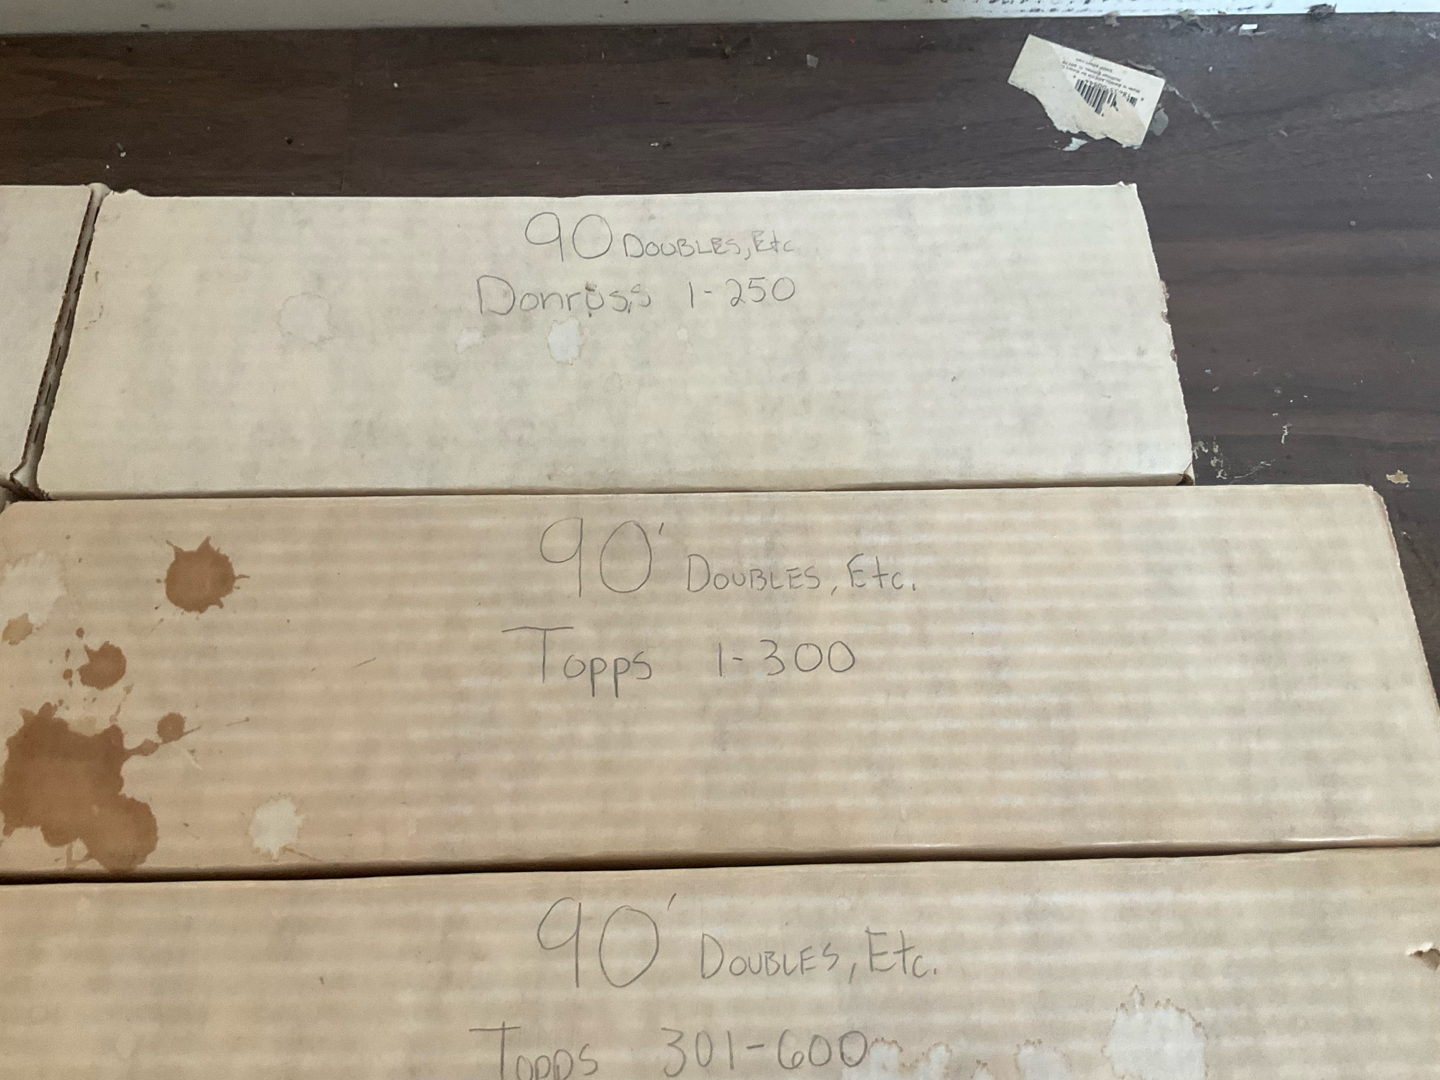 90 DOUBLES, Etc.
Donruss 1-250
90' DOUBLES, Etc.
Topps 1-300
90' DOUBLES, Etc.
Topps 301-600